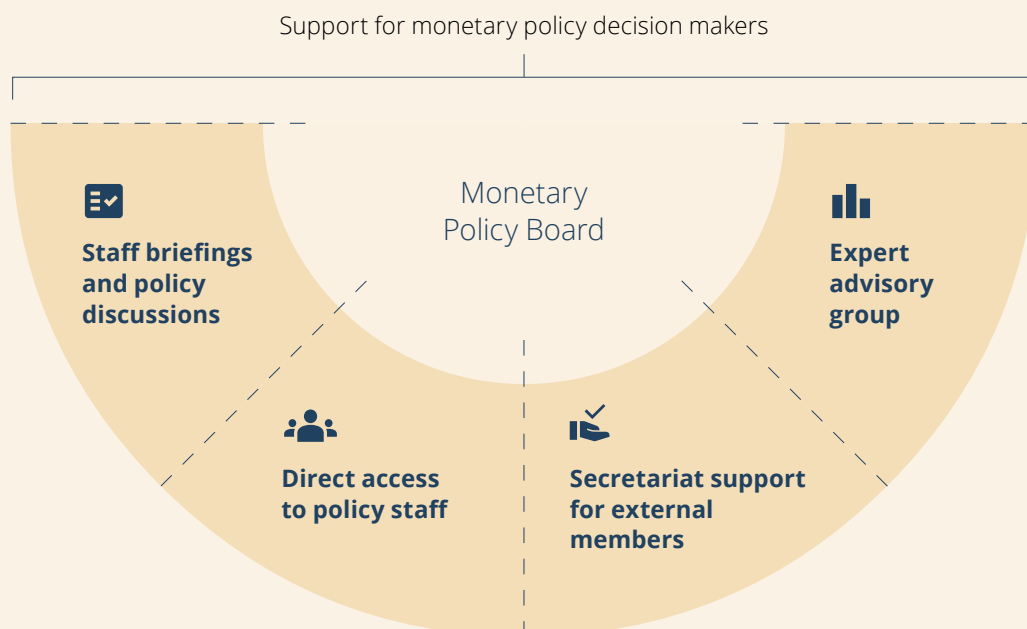 Support for monetary policy decision makers
Monetary
Policy Board
Staff briefings
and policy
discussions
Expert
advisory
group
Direct access
to policy staff
Secretariat support
for external
members